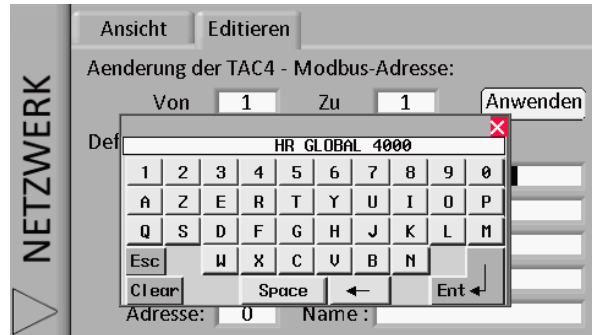 Ansicht Editieren
NETZWERK
Aenderung der TAC4 - Modbus-Adresse:
Von 1 Zu 1 Anwenden
Def
HR GLOBAL 4000
1 2 3 4 5 6 7 8 9 0
A Z E R T Y U I O P
Q S D F G H J K L M
Esc W X C V B N
Clear Space ← Ent
Adresse: 0 Name :